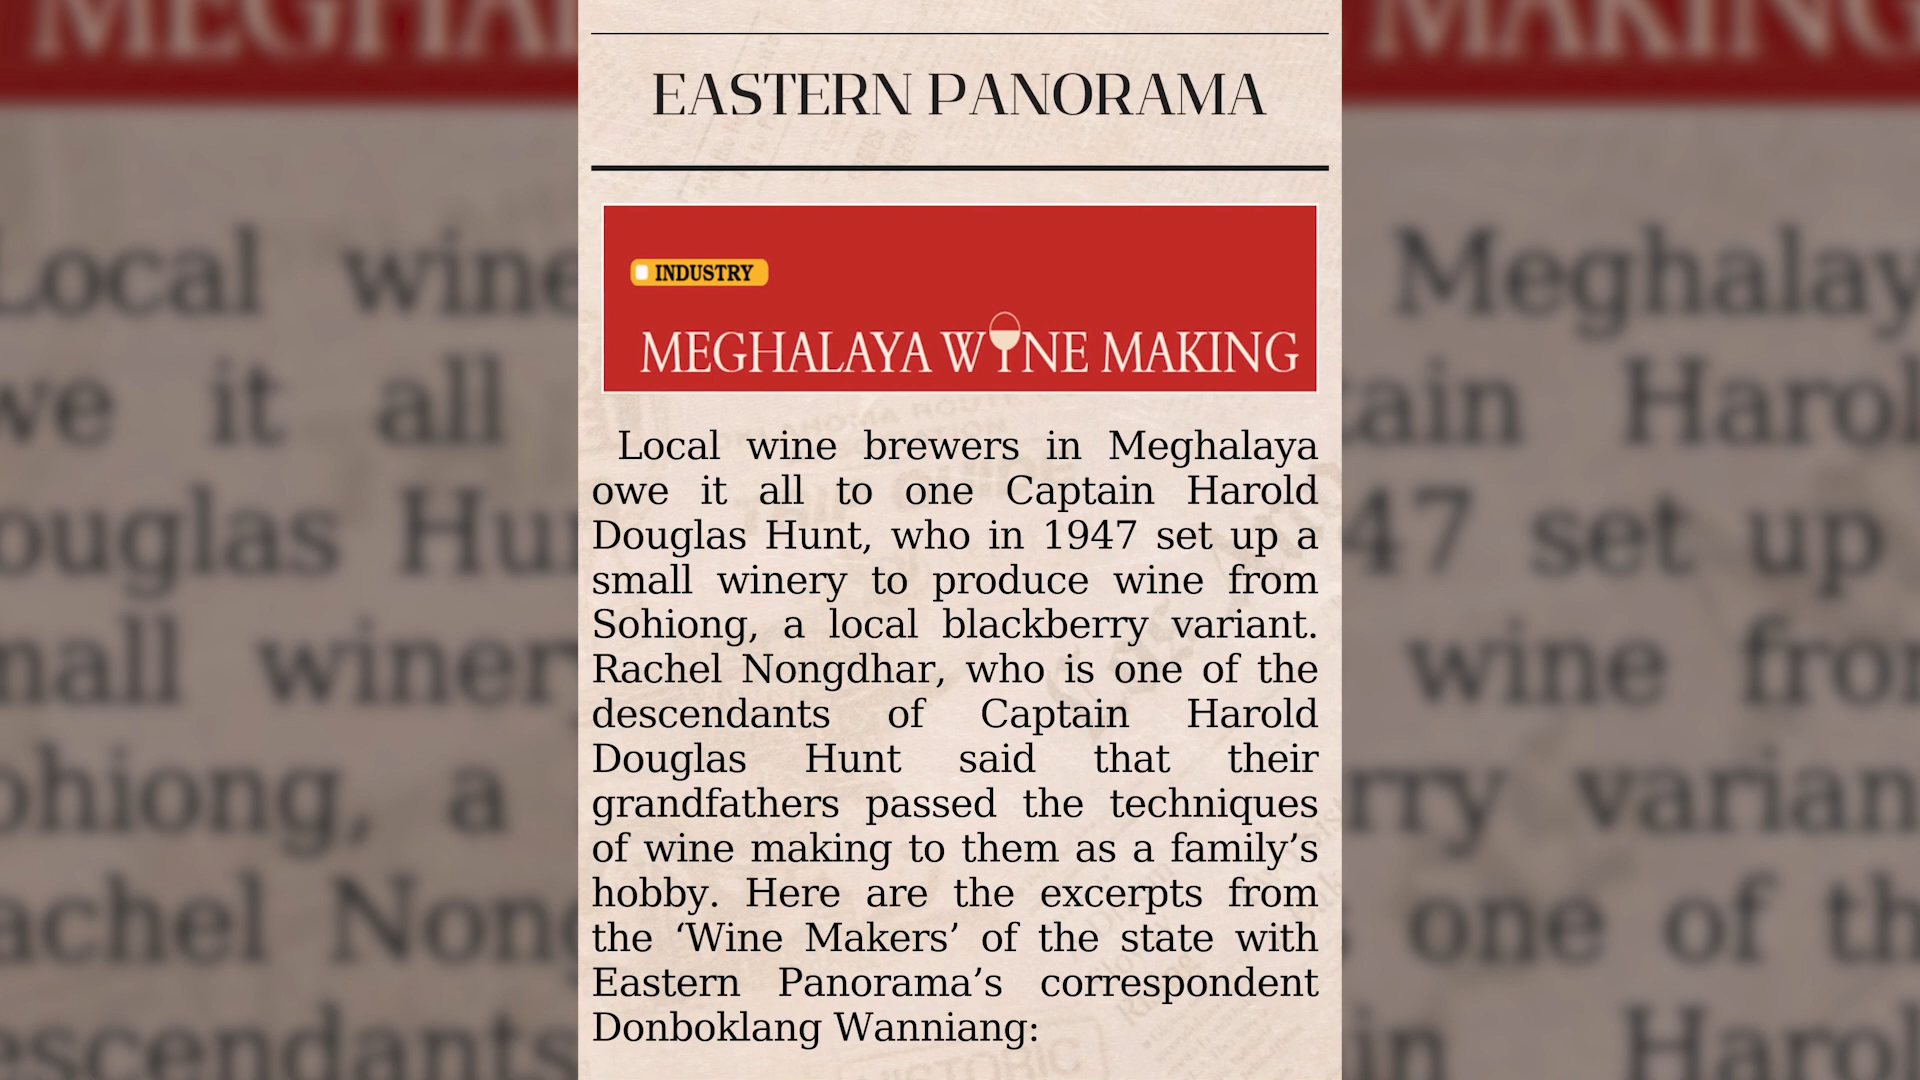 EASTERN PANORAMA
INDUSTRY
MEGHALAYA WINE MAKING
Local wine brewers in Meghalaya
owe it all to one Captain Harold
Douglas Hunt, who in 1947 set up a
small winery to produce wine from
Sohiong, a local blackberry variant.
Rachel Nongdhar, who is one of the
descendants of Captain Harold
Douglas Hunt said that their
grandfathers passed the techniques
of wine making to them as a family’s
hobby. Here are the excerpts from
the ‘Wine Makers’ of the state with
Eastern Panorama’s correspondent
Donboklang Wanniang: